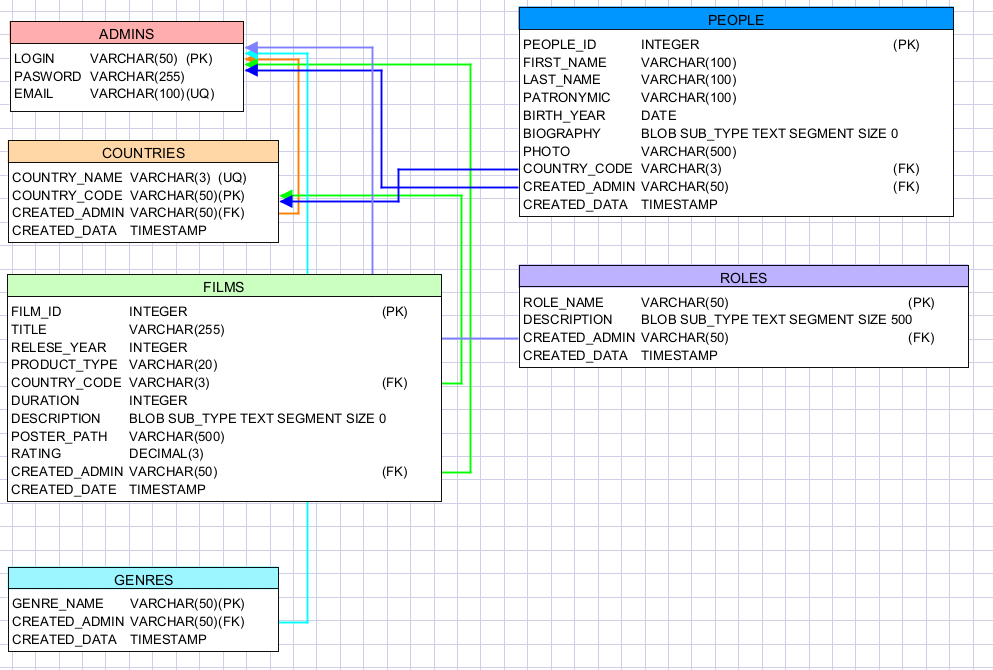 ADMINS
LOGIN VARCHAR(50) (PK)
PASWORD VARCHAR(255)
EMAIL VARCHAR(100)(UQ)
COUNTRIES
COUNTRY_NAME VARCHAR(3) (UQ)
COUNTRY_CODE VARCHAR(50)(PK)
CREATED_ADMIN VARCHAR(50)(FK)
CREATED_DATA TIMESTAMP
FILMS
FILM_ID INTEGER (PK)
TITLE VARCHAR(255)
RELESE_YEAR INTEGER
PRODUCT_TYPE VARCHAR(20)
COUNTRY_CODE VARCHAR(3) (FK)
DURATION INTEGER
DESCRIPTION BLOB SUB_TYPE TEXT SEGMENT SIZE 0
POSTER_PATH VARCHAR(500)
RATING DECIMAL(3)
CREATED_ADMIN VARCHAR(50) (FK)
CREATED_DATE TIMESTAMP
GENRES
GENRE_NAME VARCHAR(50)(PK)
CREATED_ADMIN VARCHAR(50)(FK)
CREATED_DATA TIMESTAMP
PEOPLE
PEOPLE_ID INTEGER (PK)
FIRST_NAME VARCHAR(100)
LAST_NAME VARCHAR(100)
PATRONYMIC VARCHAR(100)
BIRTH_YEAR DATE
BIOGRAPHY BLOB SUB_TYPE TEXT SEGMENT SIZE 0
PHOTO VARCHAR(500)
COUNTRY_CODE VARCHAR(3) (FK)
CREATED_ADMIN VARCHAR(50) (FK)
CREATED_DATA TIMESTAMP
ROLES
ROLE_NAME VARCHAR(50) (PK)
DESCRIPTION BLOB SUB_TYPE TEXT SEGMENT SIZE 500
CREATED_ADMIN VARCHAR(50) (FK)
CREATED_DATA TIMESTAMP